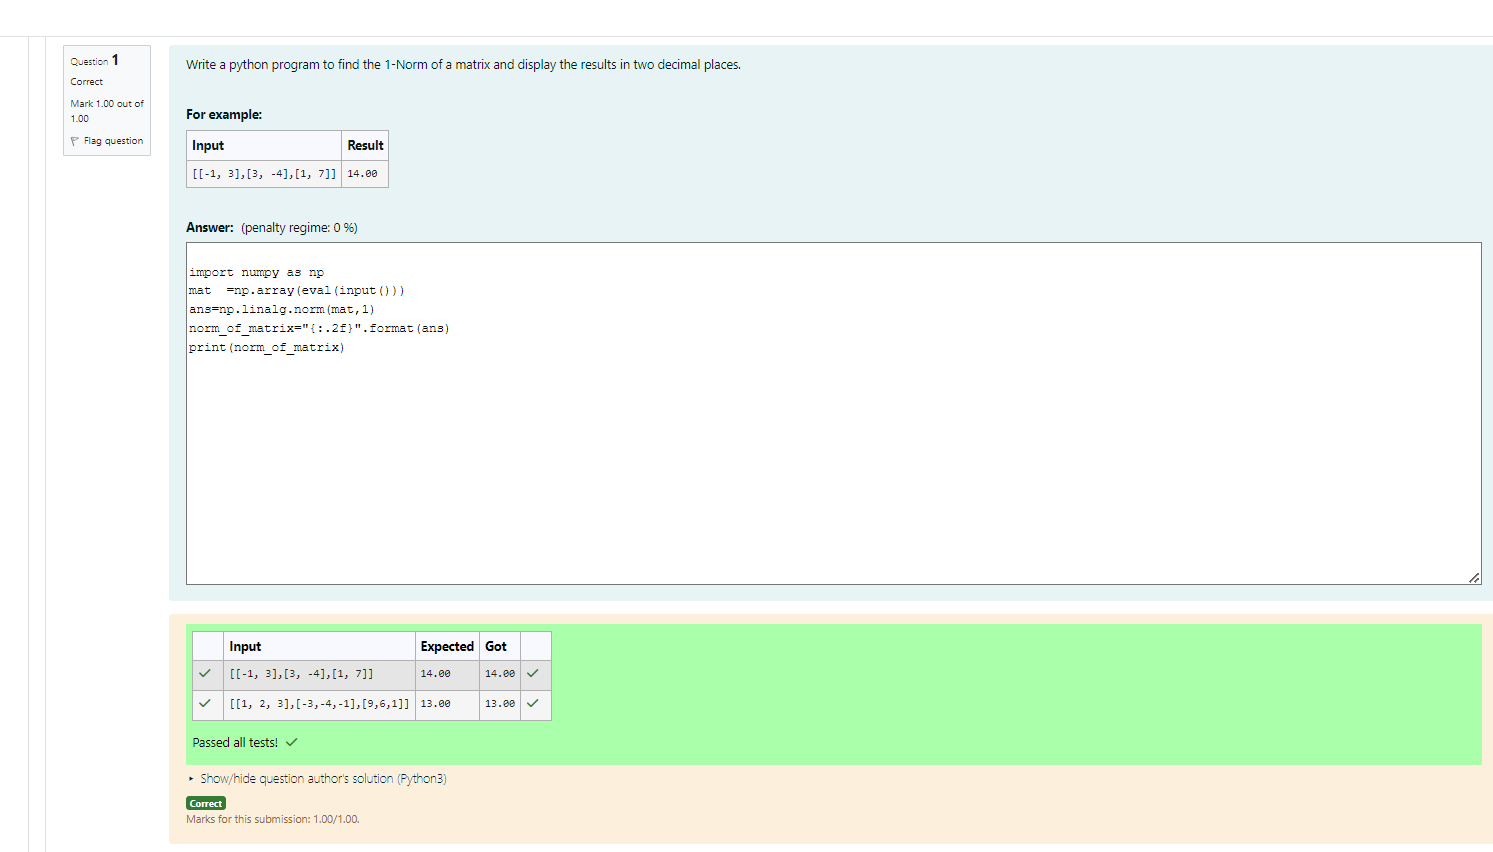 Question 1
Correct
Mark 1.00 out of
1.00
Flag question
Write a python program to find the 1-Norm of a matrix and display the results in two decimal places.
For example:
Input Result
[[-1, 3],[3, -4],[1, 7]] 14.00
Answer: (penalty regime: 0 %)
import numpy as np
mat  =np.array(eval(input()))
ans=np.linalg.norm(mat,1)
norm_of_matrix="{:.2f}".format(ans)
print(norm_of_matrix)
Input Expected Got
[[-1, 3],[3, -4],[1, 7]] 14.00 14.00
[[1, 2, 3],[-3,-4,-1],[9,6,1]] 13.00 13.00
Passed all tests!
Show/hide question author's solution (Python3)
Correct
Marks for this submission: 1.00/1.00.